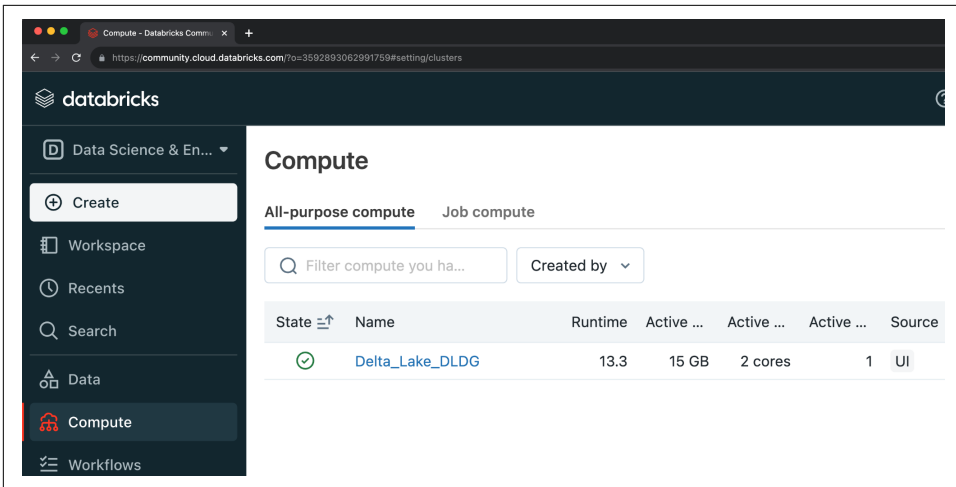 Compute - Databricks Commu
https://community.cloud.databricks.com/?o=3592893062991759#setting/clusters
databricks
D Data Science & En...
Create
Workspace
Recents
Search
Data
Compute
Workflows
Compute
All-purpose compute Job compute
Filter compute you ha... Created by
State Name Runtime Active ... Active ... Active ... Source
Delta_Lake_DLDG 13.3 15 GB 2 cores 1 UI